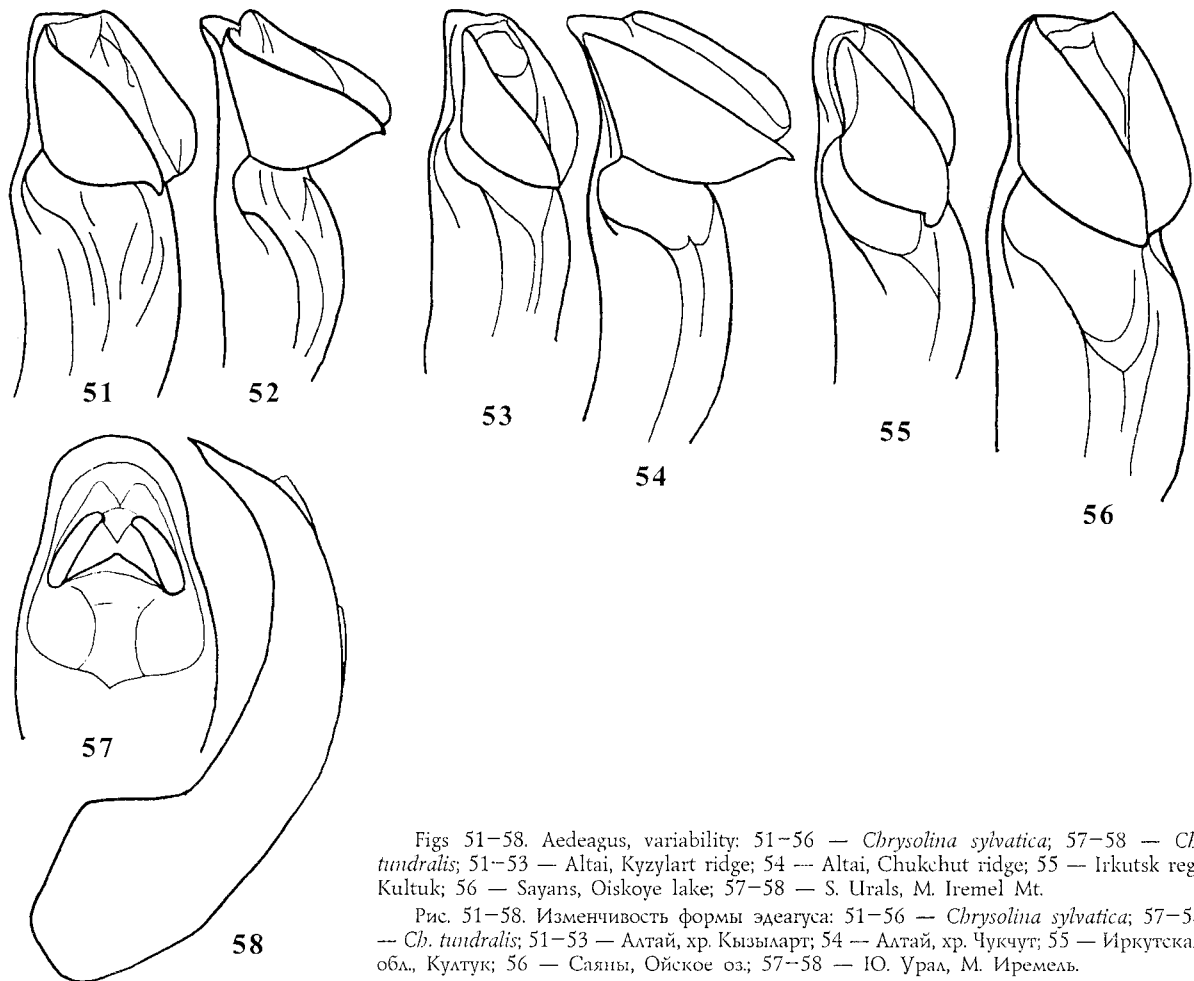 51
52
53
54
55
56
57
58
Figs 51–58. Aedeagus, variability: 51–56 — Chrysolina sylvatica; 57–58 — Ch.
tundralis; 51–53 — Altai, Kyzylart ridge; 54 — Altai, Chukchut ridge; 55 — Irkutsk reg
Kultuk; 56 — Sayans, Oiskoye lake; 57–58 — S. Urals, M. Iremel Mt.
Рис. 51–58. Изменчивость формы эдеагуса: 51–56 — Chrysolina sylvatica; 57–5
— Ch. tundralis; 51–53 — Алтай, хр. Кызыларт; 54 — Алтай, хр. Чукчут; 55 — Иркутска
обл., Култук; 56 — Саяны, Ойское оз.; 57–58 — Ю. Урал, М. Иремель.